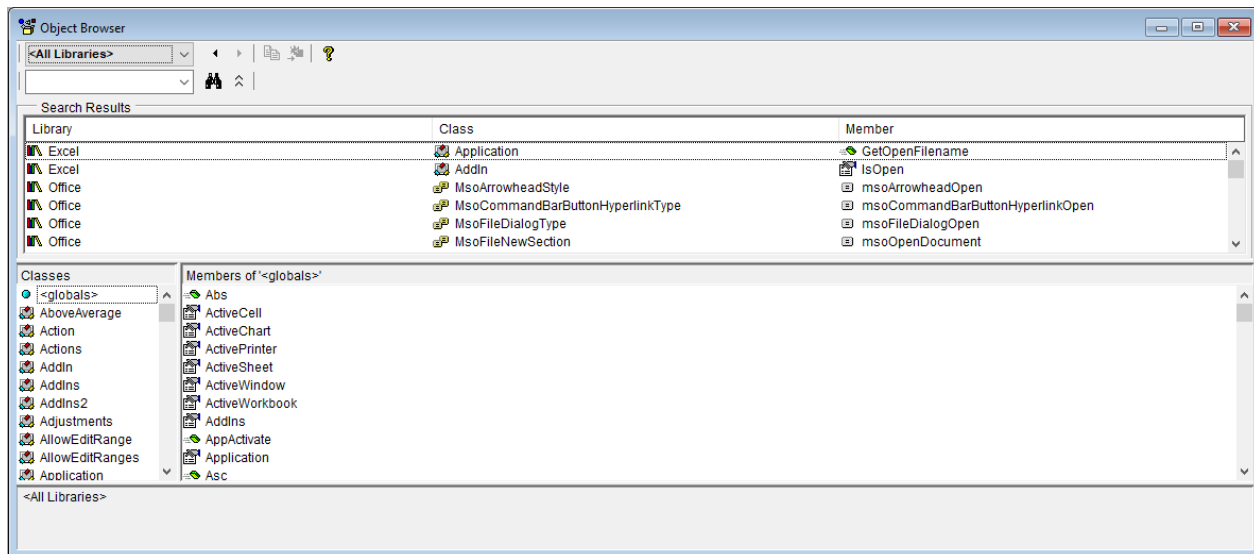 Object Browser
<All Libraries>
Search Results
Library Class Member
Excel Application GetOpenFilename
Excel AddIn IsOpen
Office MsoArrowheadStyle msoArrowheadOpen
Office MsoCommandBarButtonHyperlinkType msoCommandBarButtonHyperlinkOpen
Office MsoFileDialogType msoFileDialogOpen
Office MsoFileNewSection msoOpenDocument
Classes Members of '<globals>'
<globals> Abs
AboveAverage ActiveCell
Action ActiveChart
Actions ActivePrinter
AddIn ActiveSheet
AddIns ActiveWindow
AddIns2 ActiveWorkbook
Adjustments AddIns
AllowEditRange AppActivate
AllowEditRanges Application
Application Asc
<All Libraries>